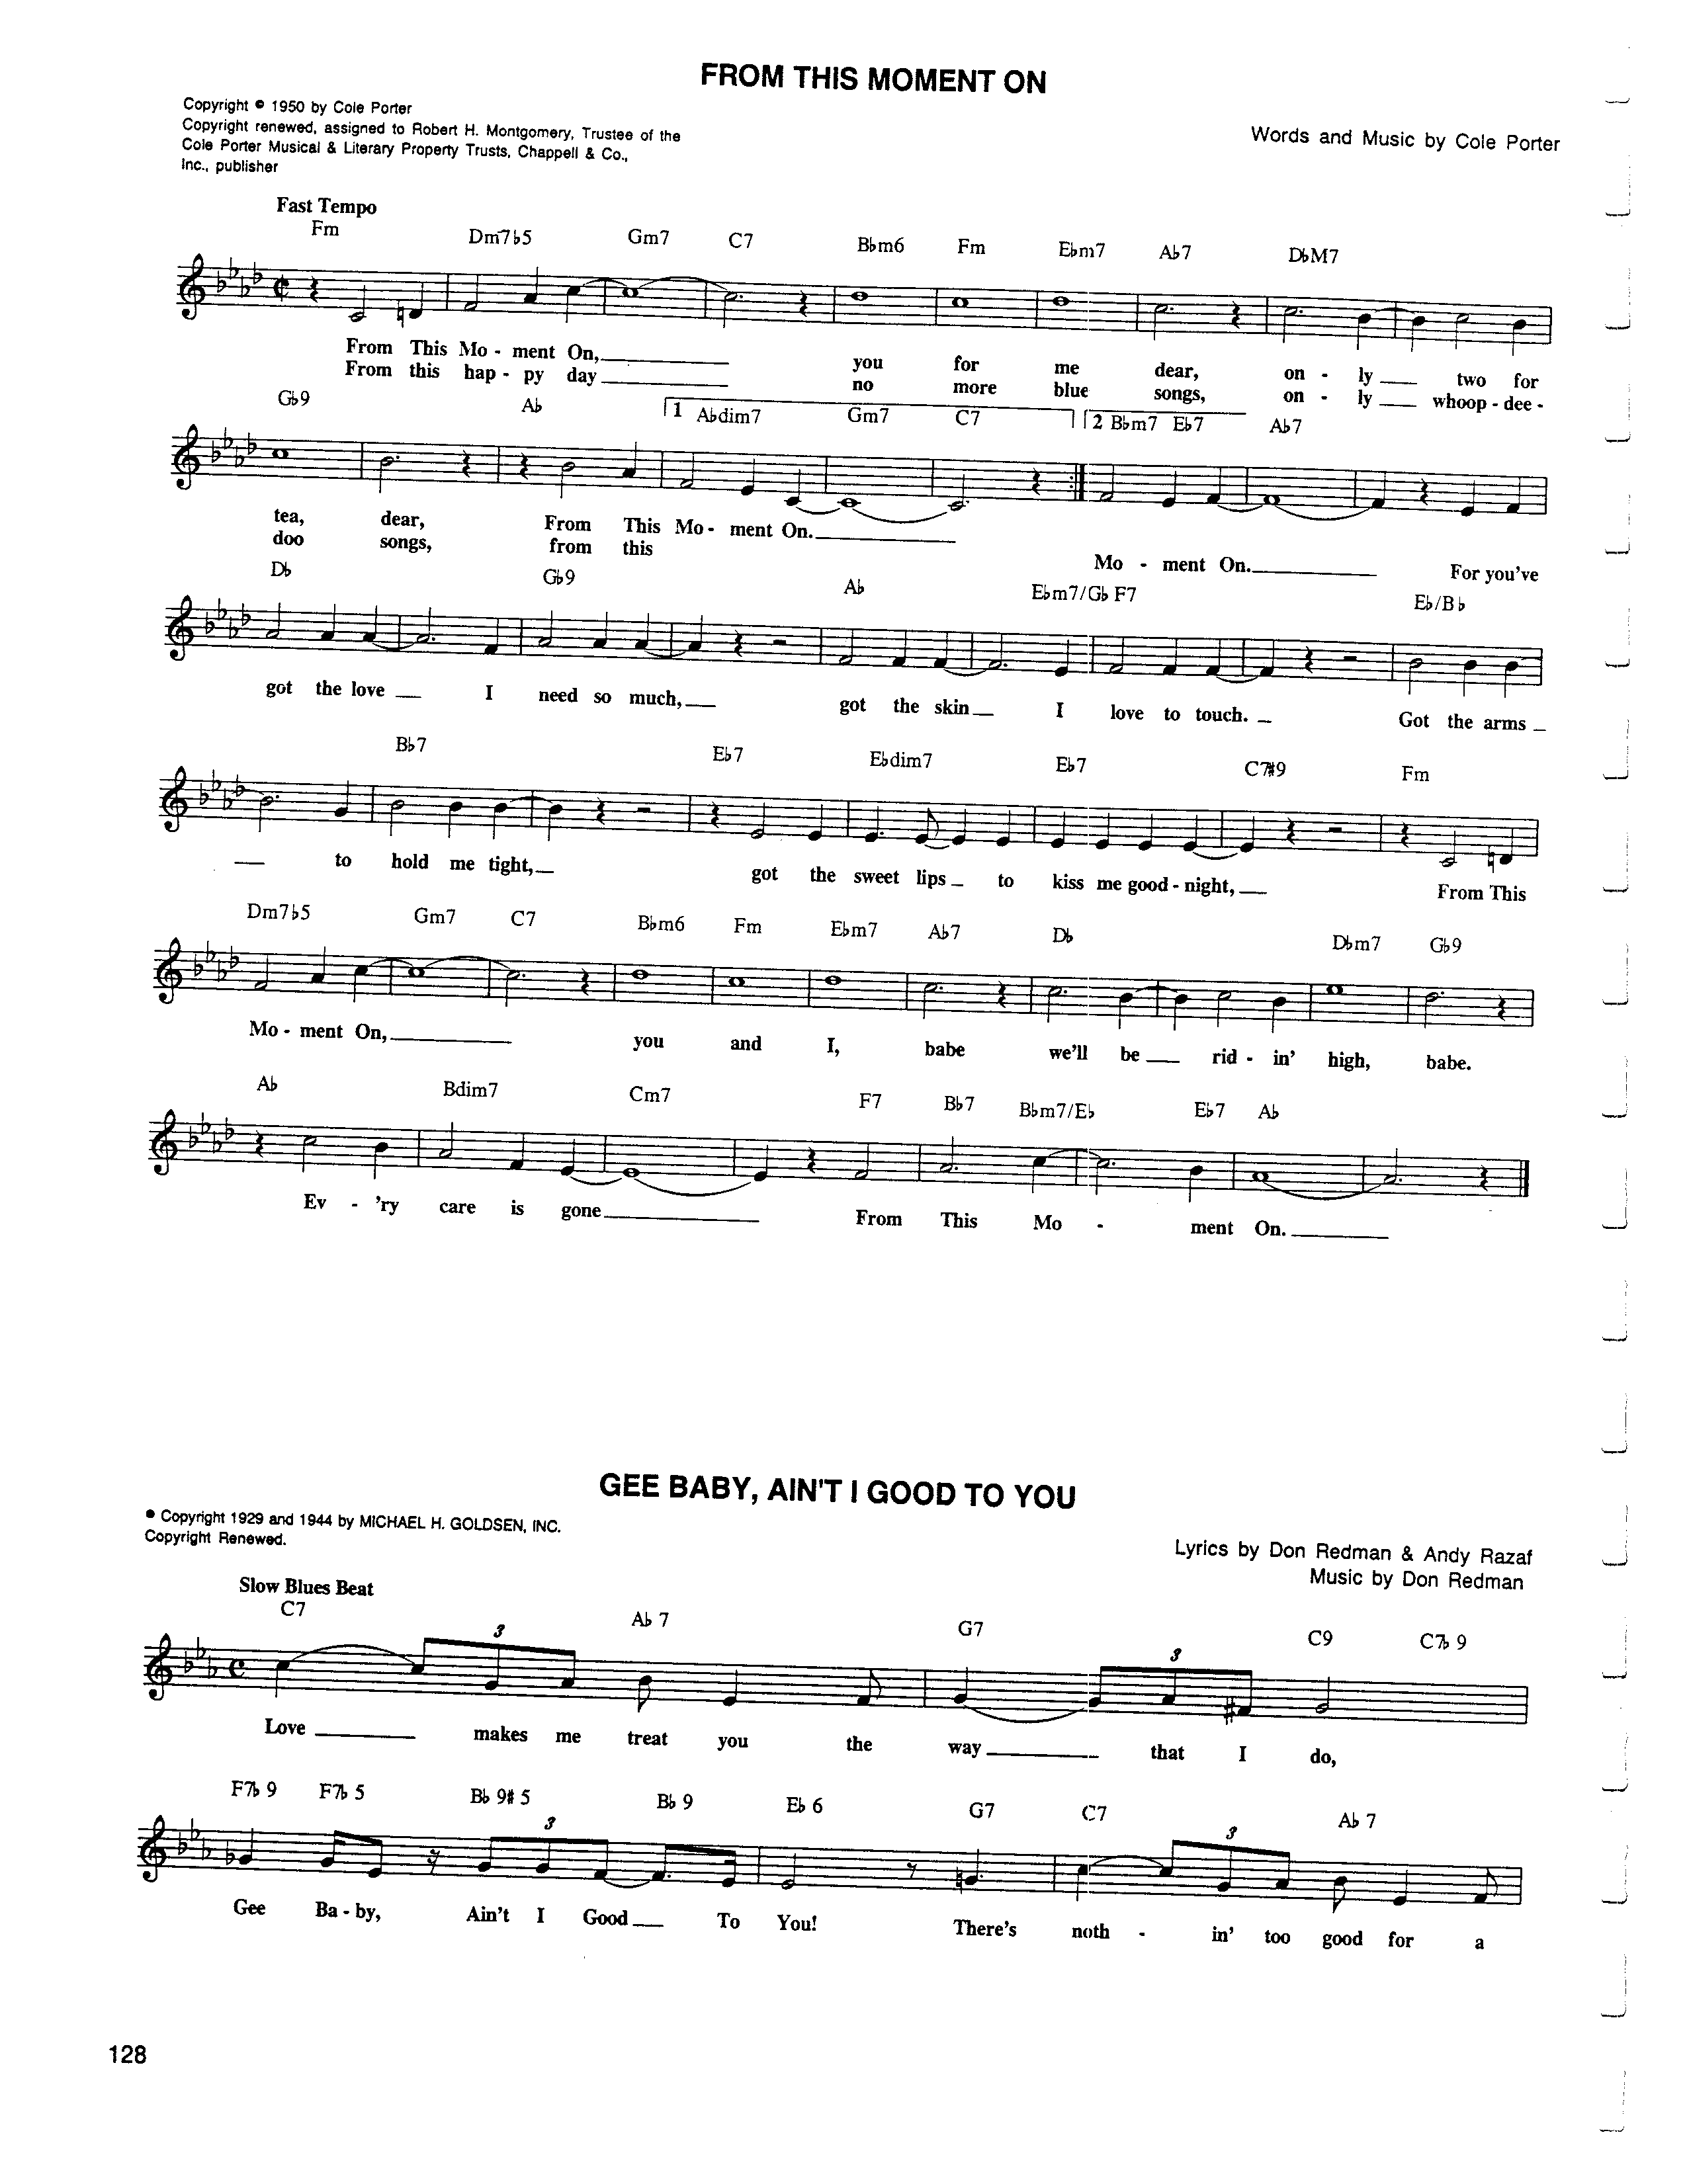 FROM THIS MOMENT ON
Copyright © 1950 by Cole Porter
Copyright renewed, assigned to Robert H. Montgomery, Trustee of the
Cole Porter Musical & Literary Property Trusts, Chappell & Co.,
Inc., publisher
Words and Music by Cole Porter
Fast Tempo
Fm Dm7♭5 Gm7 C7 B♭m6 Fm E♭m7 A♭7 D♭M7
From This Mo - ment On, you for me dear, on - ly two for
From this hap - py day no more blue songs, on - ly whoop - dee -
G♭9 A♭ 1 A♭dim7 Gm7 C7 2 B♭m7 E♭7 A♭7
tea, dear, From This Mo - ment On.
doo songs, from this Mo - ment On. For you've
D♭ G♭9 A♭ E♭m7/G♭ F7 E♭/B♭
got the love I need so much, got the skin I love to touch. Got the arms
B♭7 E♭7 E♭dim7 E♭7 C7#9 Fm
to hold me tight, got the sweet lips to kiss me good - night, From This
Dm7♭5 Gm7 C7 B♭m6 Fm E♭m7 A♭7 D♭ D♭m7 G♭9
Mo - ment On, you and I, babe we'll be rid - in' high, babe.
A♭ Bdim7 Cm7 F7 B♭7 B♭m7/E♭ E♭7 A♭
Ev - 'ry care is gone From This Mo - ment On.
GEE BABY, AIN'T I GOOD TO YOU
• Copyright 1929 and 1944 by MICHAEL H. GOLDSEN, INC.
Copyright Renewed.
Lyrics by Don Redman & Andy Razaf
Music by Don Redman
Slow Blues Beat
C7 3 A♭ 7 G7 3 C9 C7♭ 9
Love makes me treat you the way that I do,
F7♭ 9 F7♭ 5 B♭ 9# 5 3 B♭ 9 E♭ 6 G7 C7 3 A♭ 7
Gee Ba - by, Ain't I Good To You! There's noth - in' too good for a
128